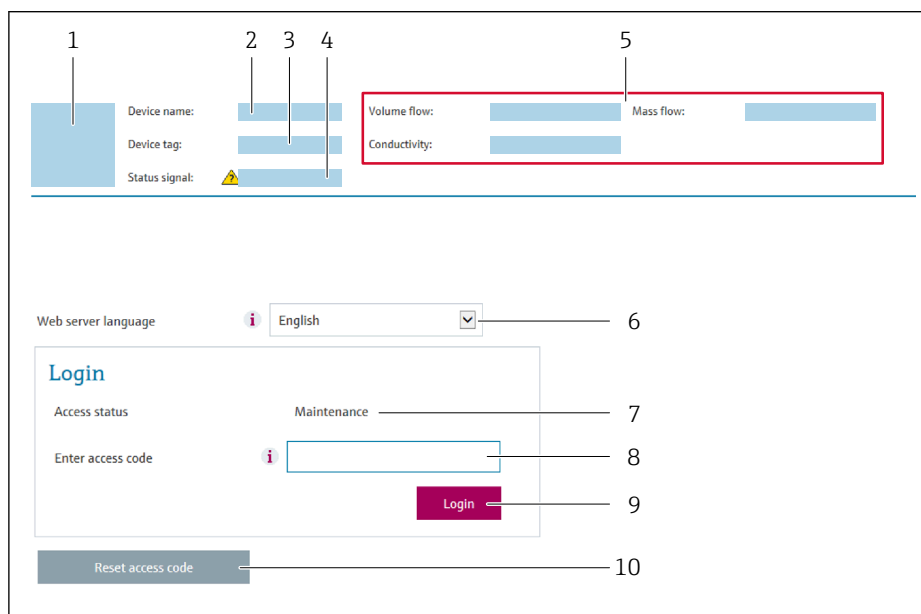 1 2 3 4 5
Device name: Volume flow: Mass flow:
Device tag: Conductivity:
Status signal: ?
Web server language i English 6
Login
Access status Maintenance 7
Enter access code i 8
Login 9
Reset access code 10